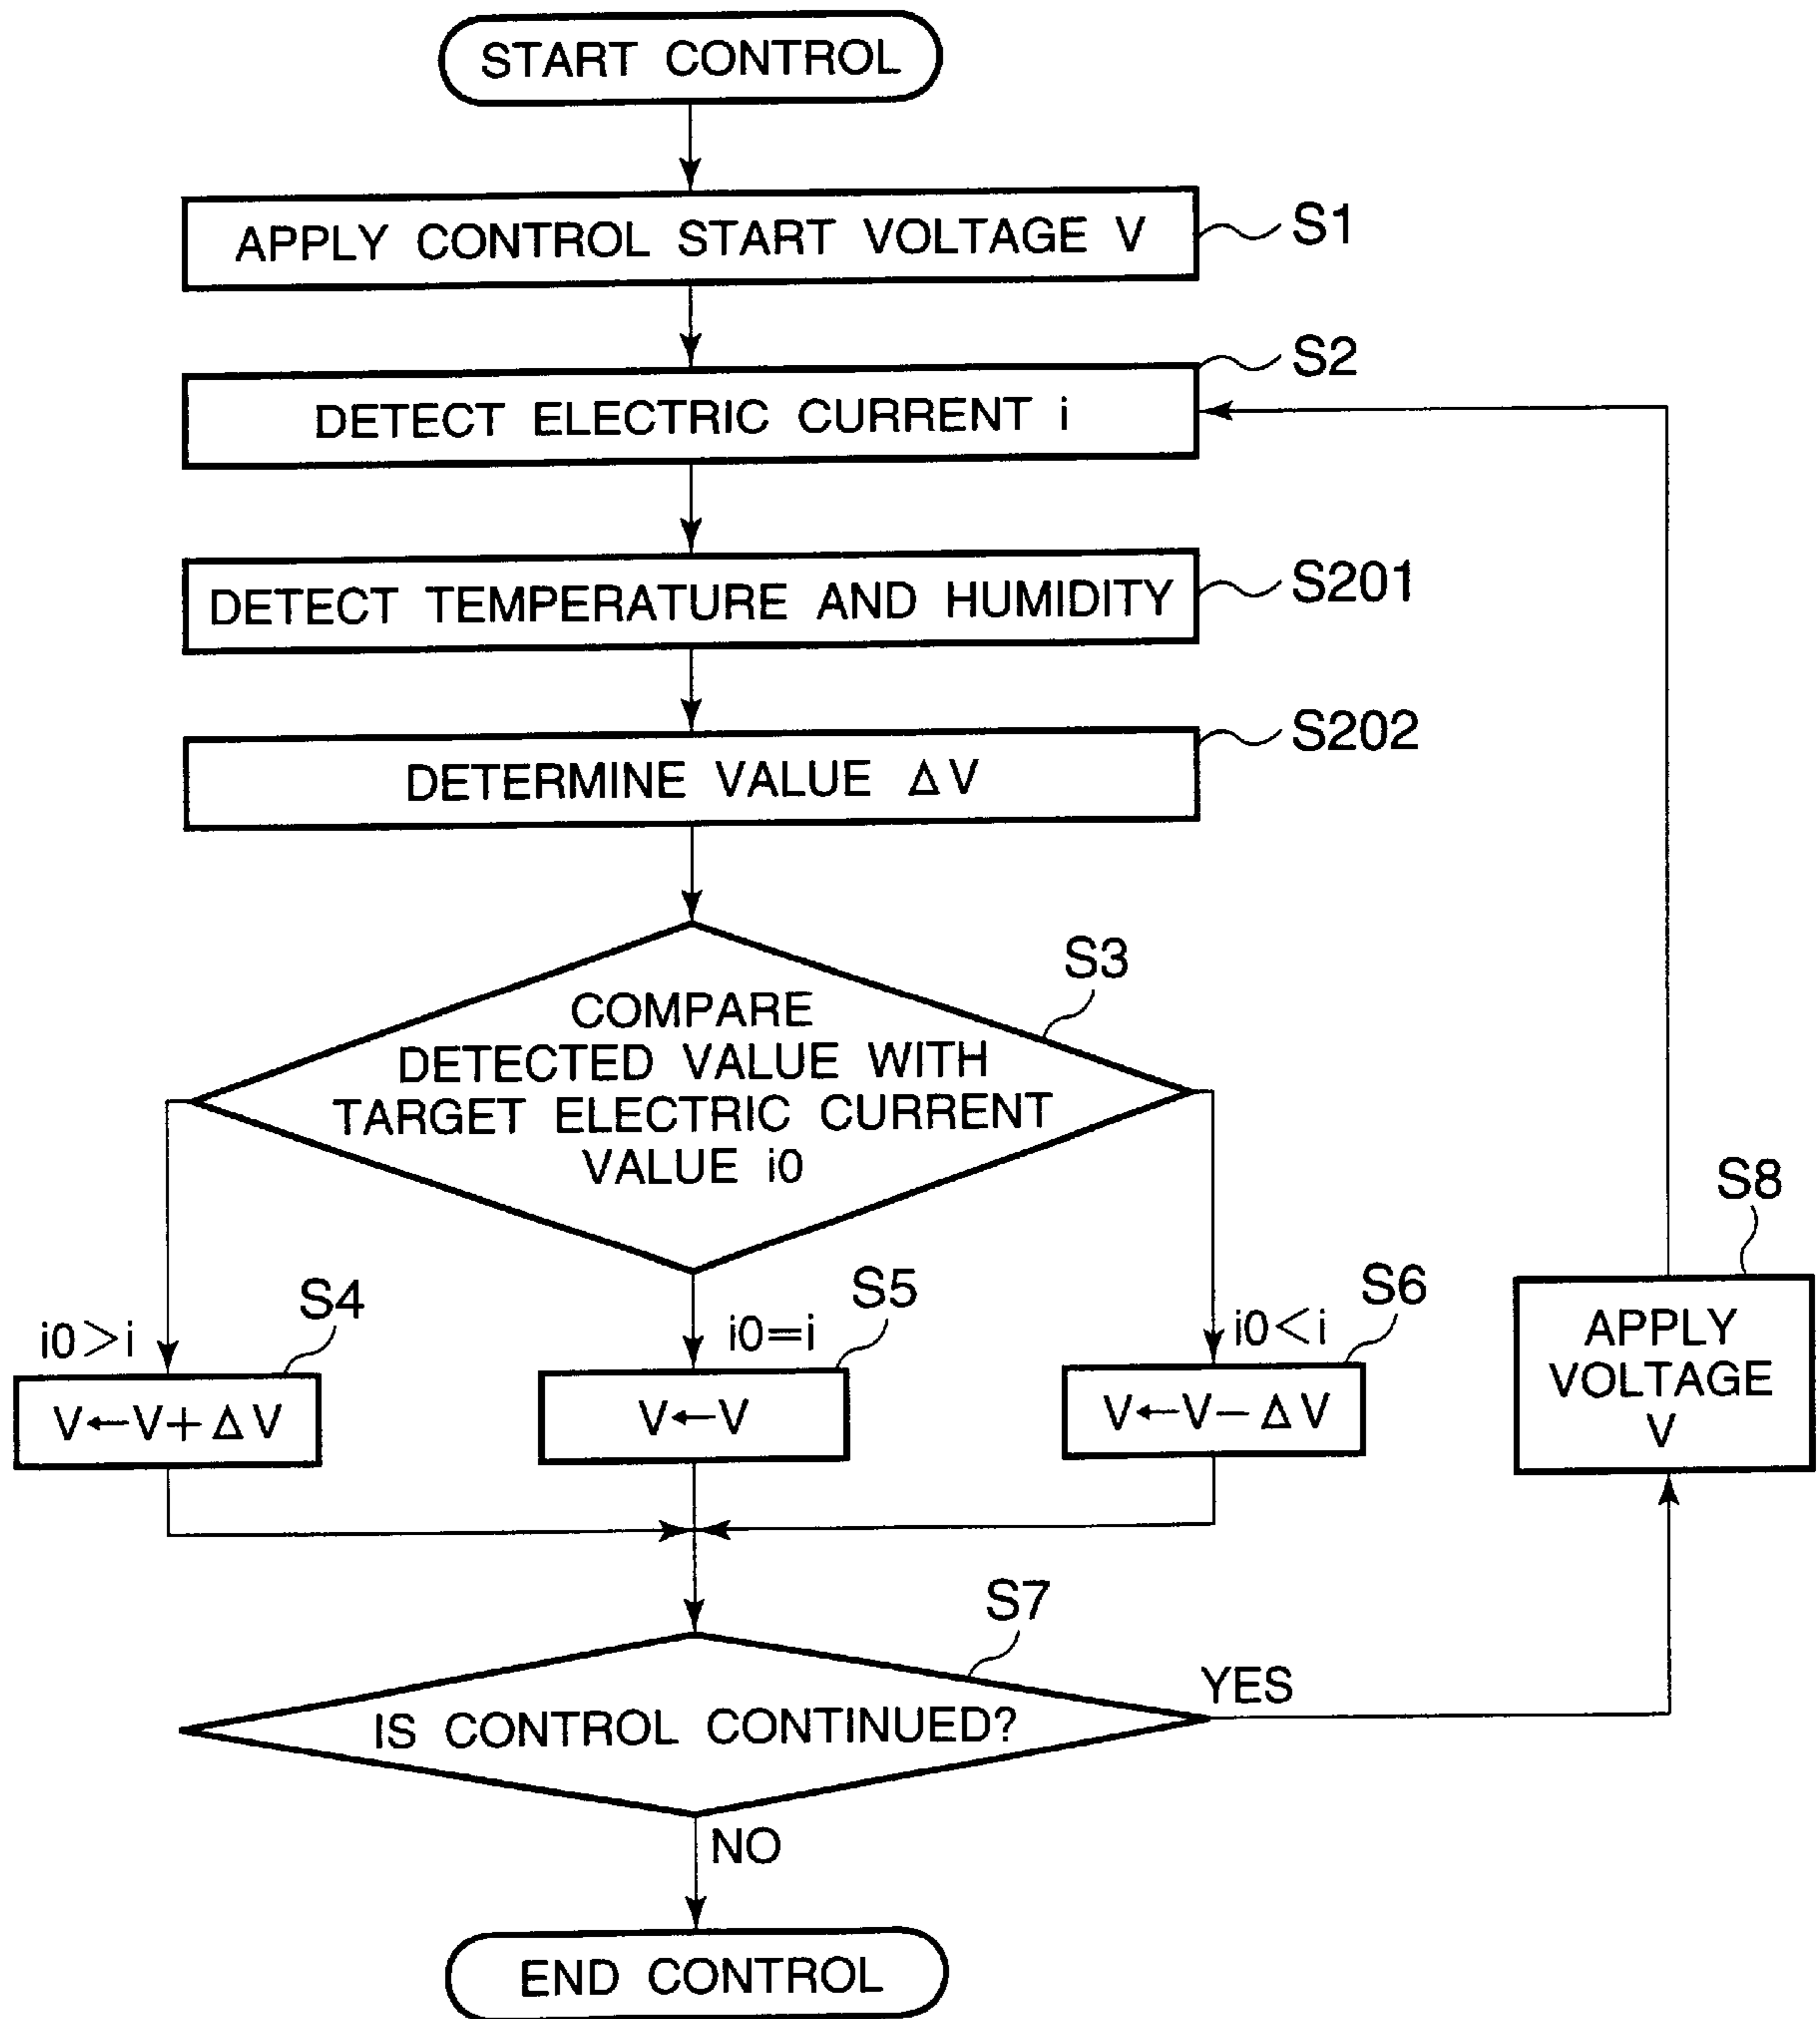 START CONTROL
APPLY CONTROL START VOLTAGE V
S1
S2
DETECT ELECTRIC CURRENT i
DETECT TEMPERATURE AND HUMIDITY
S201
S202
DETERMINE VALUE ΔV
S3
COMPARE
DETECTED VALUE WITH
TARGET ELECTRIC CURRENT
VALUE i0
i0>i
S4
V←V+ΔV
i0=i
S5
V←V
i0<i
S6
V←V−ΔV
S8
APPLY
VOLTAGE
V
S7
IS CONTROL CONTINUED?
YES
NO
END CONTROL